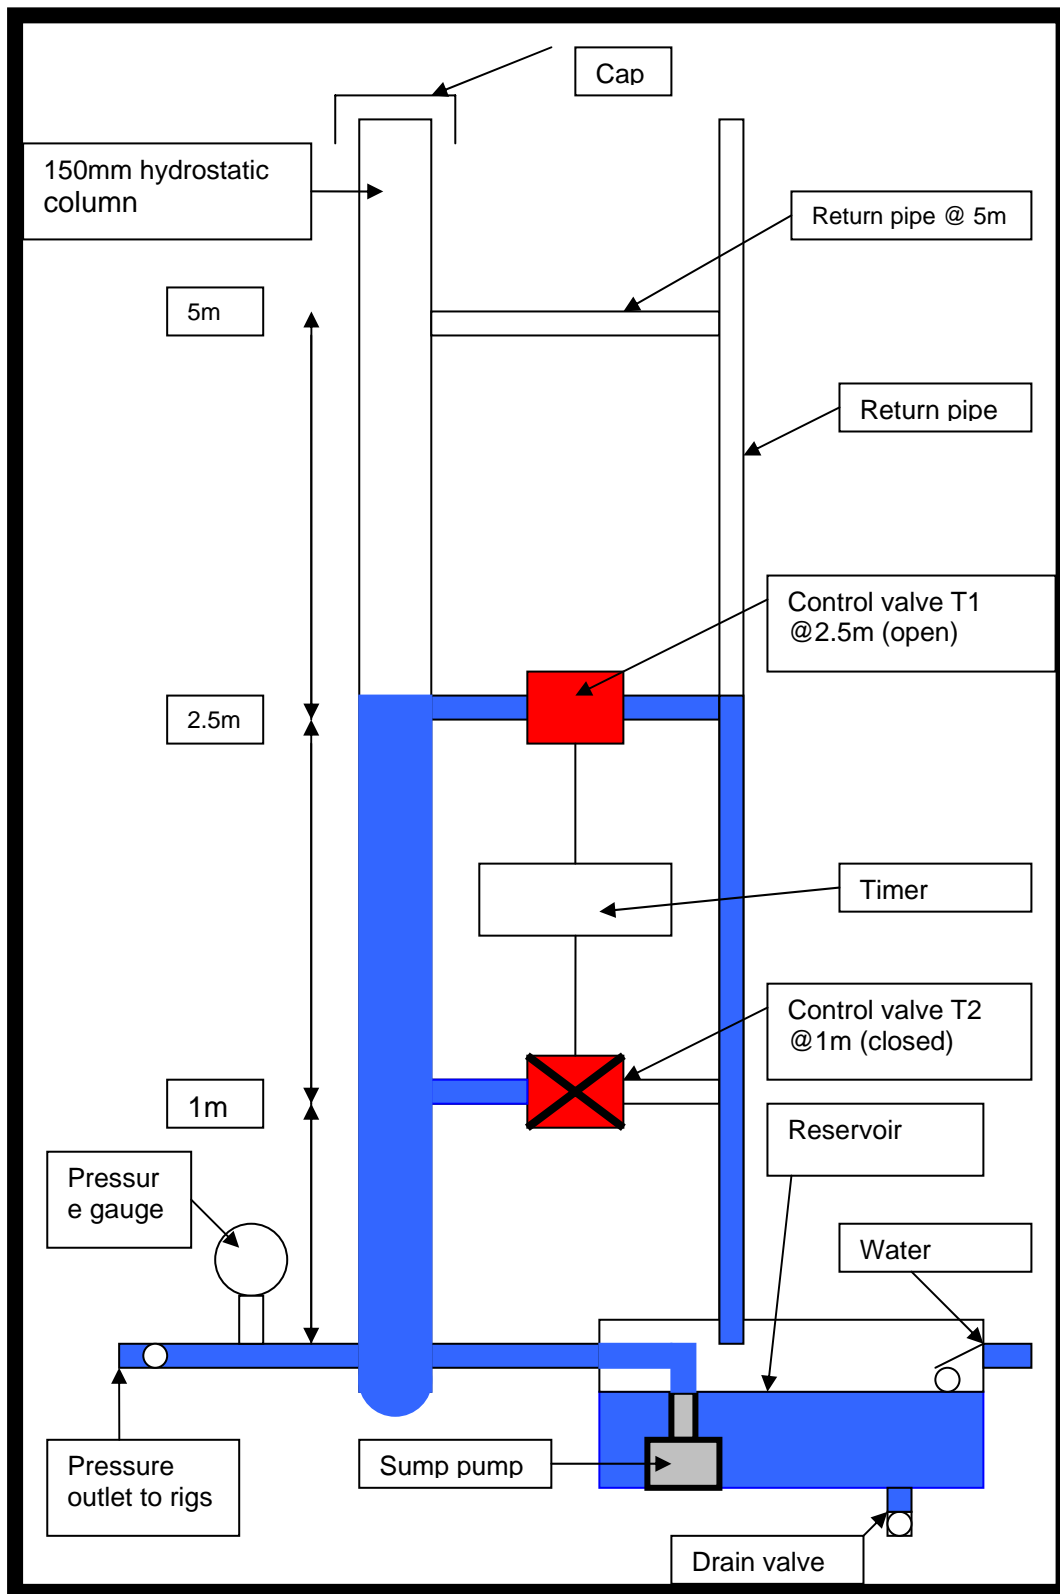 Cap
150mm hydrostatic
column
Return pipe @ 5m
5m
Return pipe
Control valve T1
@2.5m (open)
2.5m
Timer
Control valve T2
@1m (closed)
1m
Reservoir
Pressur
e gauge
Water
Pressure
outlet to rigs
Sump pump
Drain valve